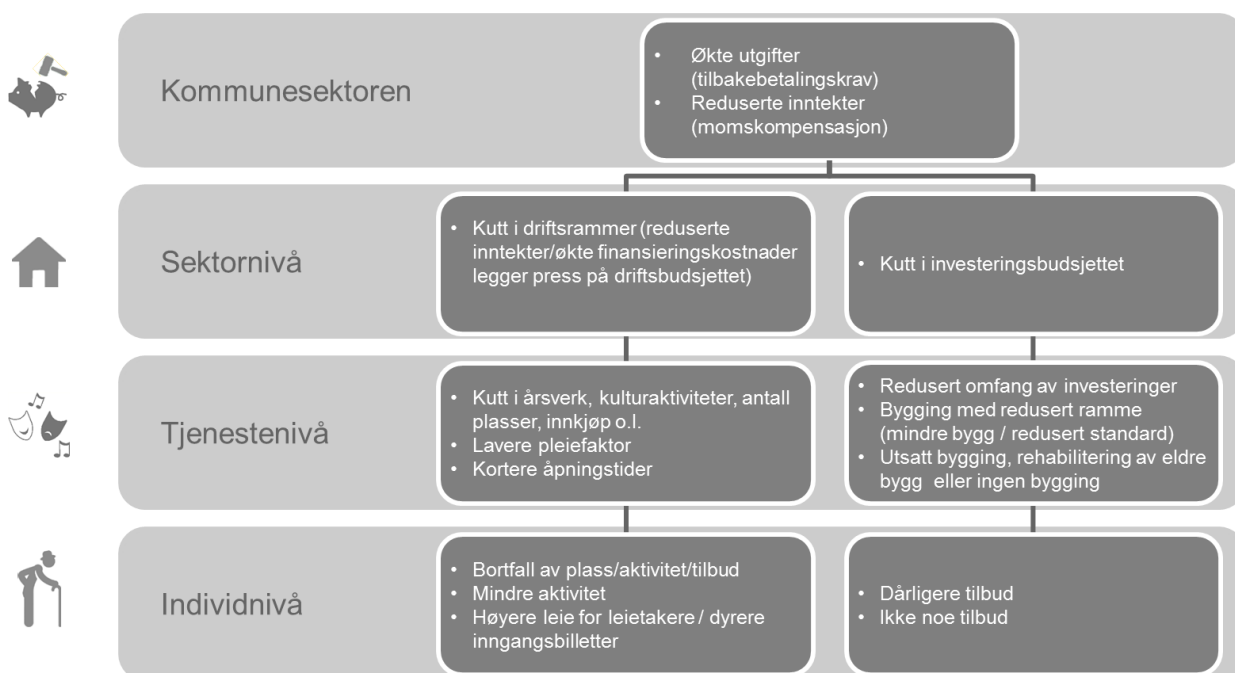 Kommunesektoren
• Økte utgifter
(tilbakebetalingskrav)
• Reduserte inntekter
(momskompensasjon)
Sektornivå
• Kutt i driftsrammer (reduserte
inntekter/økte finansieringskostnader
legger press på driftsbudsjettet)
• Kutt i investeringsbudsjettet
Tjenestenivå
• Kutt i årsverk, kulturaktiviteter, antall
plasser, innkjøp o.l.
• Lavere pleiefaktor
• Kortere åpningstider
• Redusert omfang av investeringer
• Bygging med redusert ramme
(mindre bygg / redusert standard)
• Utsatt bygging, rehabilitering av eldre
bygg eller ingen bygging
Individnivå
• Bortfall av plass/aktivitet/tilbud
• Mindre aktivitet
• Høyere leie for leietakere / dyrere
inngangsbilletter
• Dårligere tilbud
• Ikke noe tilbud